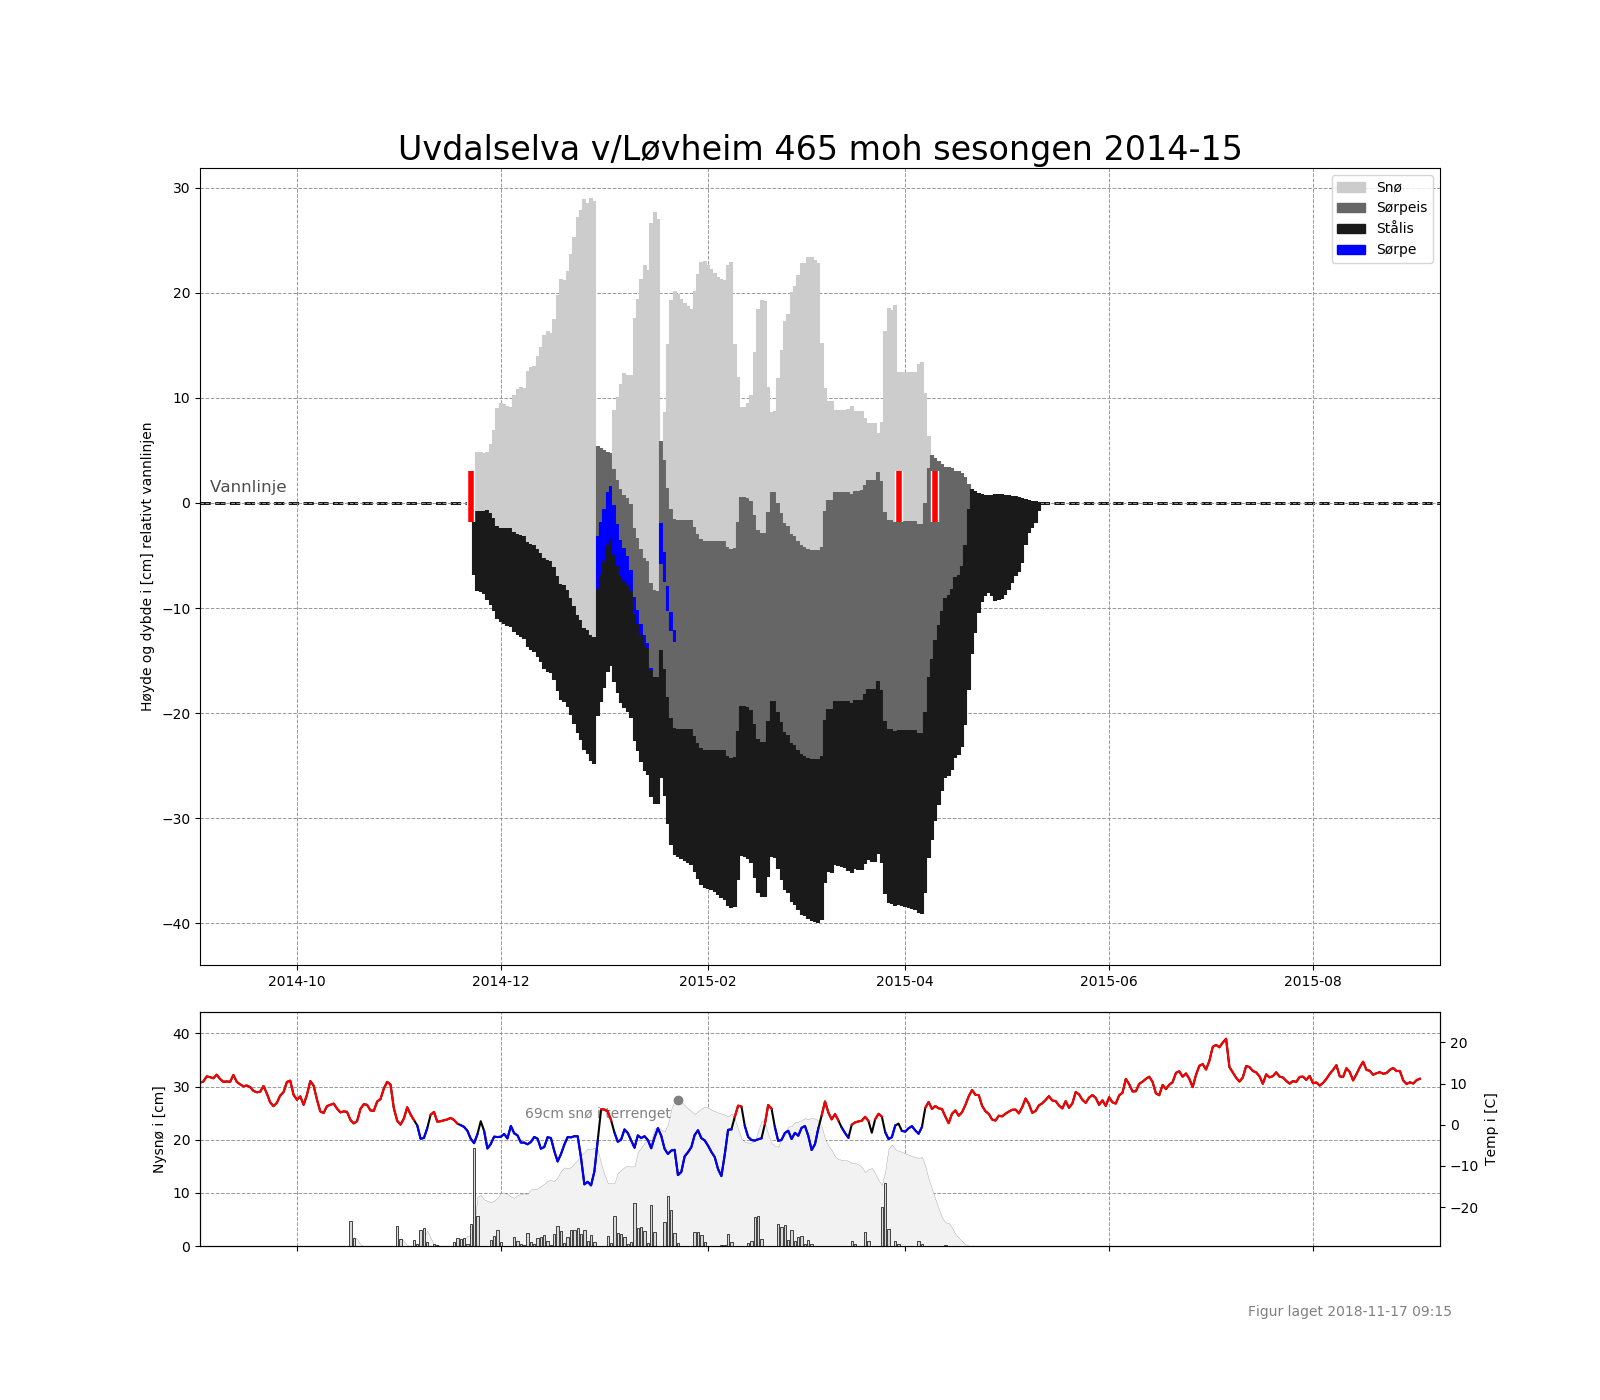 Uvdalselva v/Løvheim 465 moh sesongen 2014-15
Høyde og dybde i [cm] relativt vannlinjen
30
20
10
0
−10
−20
−30
−40
Vannlinje
Snø
Sørpeis
Stålis
Sørpe
2014-10
2014-12
2015-02
2015-04
2015-06
2015-08
Nysnø i [cm]
40
30
20
10
0
69cm snø i terrenget
20
10
0
−10
−20
Temp i [C]
Figur laget 2018-11-17 09:15